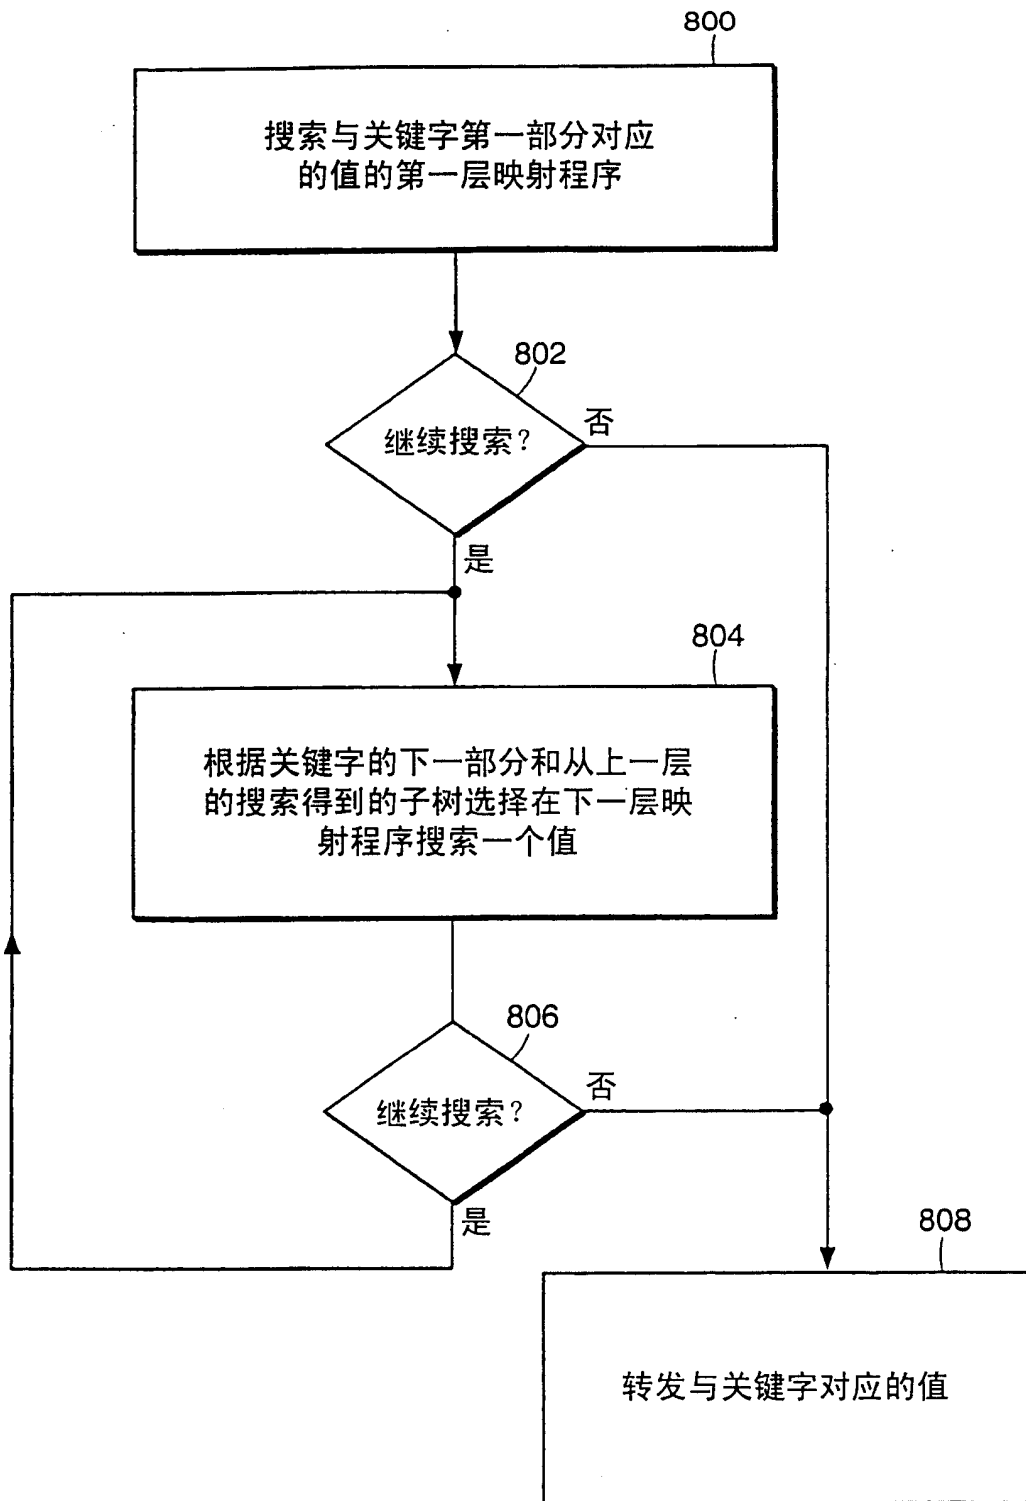 800
搜索与关键字第一部分对应
的值的第一层映射程序
802
继续搜索?
否
是
804
根据关键字的下一部分和从上一层
的搜索得到的子树选择在下一层映
射程序搜索一个值
806
继续搜索?
否
是
808
转发与关键字对应的值